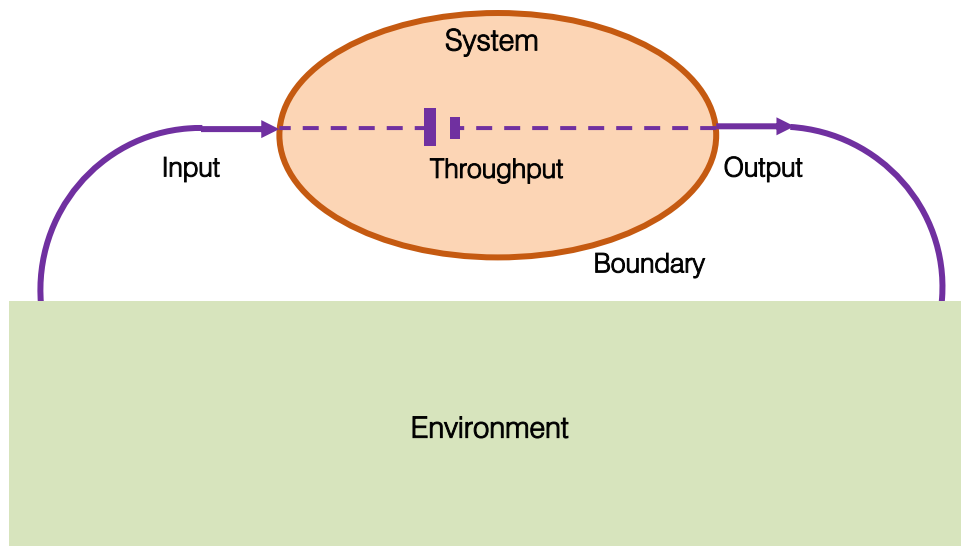 System
Input
Throughput
Output
Boundary
Environment